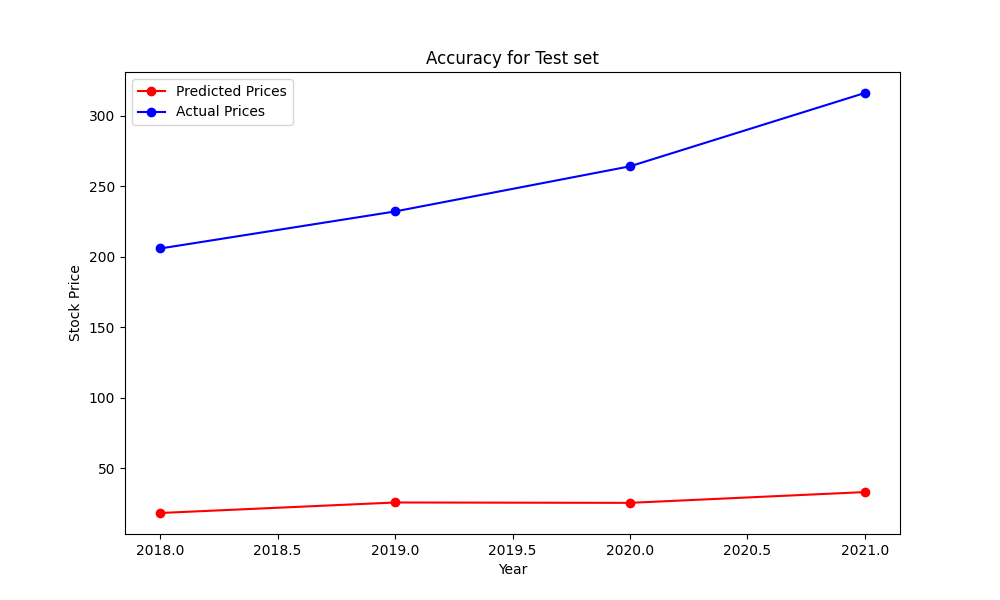 Accuracy for Test set
Predicted Prices
Actual Prices
Stock Price
300
250
200
150
100
50
2018.0 2018.5 2019.0 2019.5 2020.0 2020.5 2021.0
Year